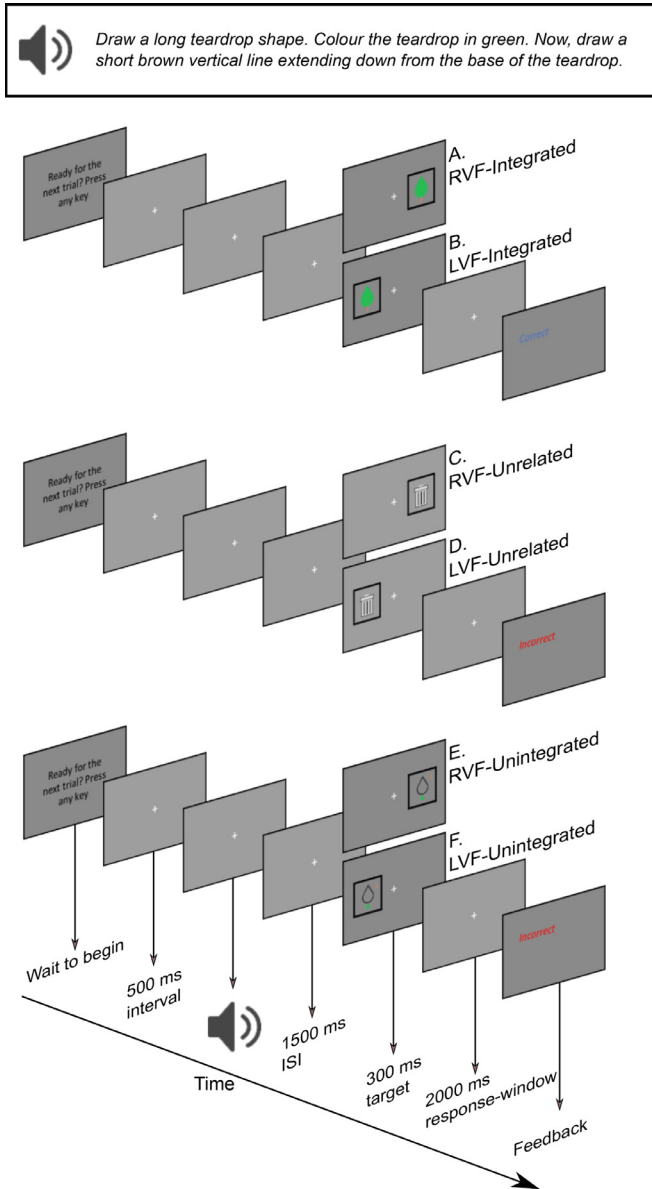 Draw a long teardrop shape. Colour the teardrop in green. Now, draw a
short brown vertical line extending down from the base of the teardrop.
Ready for the
next trial? Press
any key
A.
RVF-Integrated
B.
LVF-Integrated
Correct
Ready for the
next trial? Press
any key
C.
RVF-Unrelated
D.
LVF-Unrelated
Incorrect
Ready for the
next trial? Press
any key
E.
RVF-Unintegrated
F.
LVF-Unintegrated
Incorrect
Wait to begin
500 ms
interval
1500 ms
ISI
300 ms
target
2000 ms
response-window
Feedback
Time